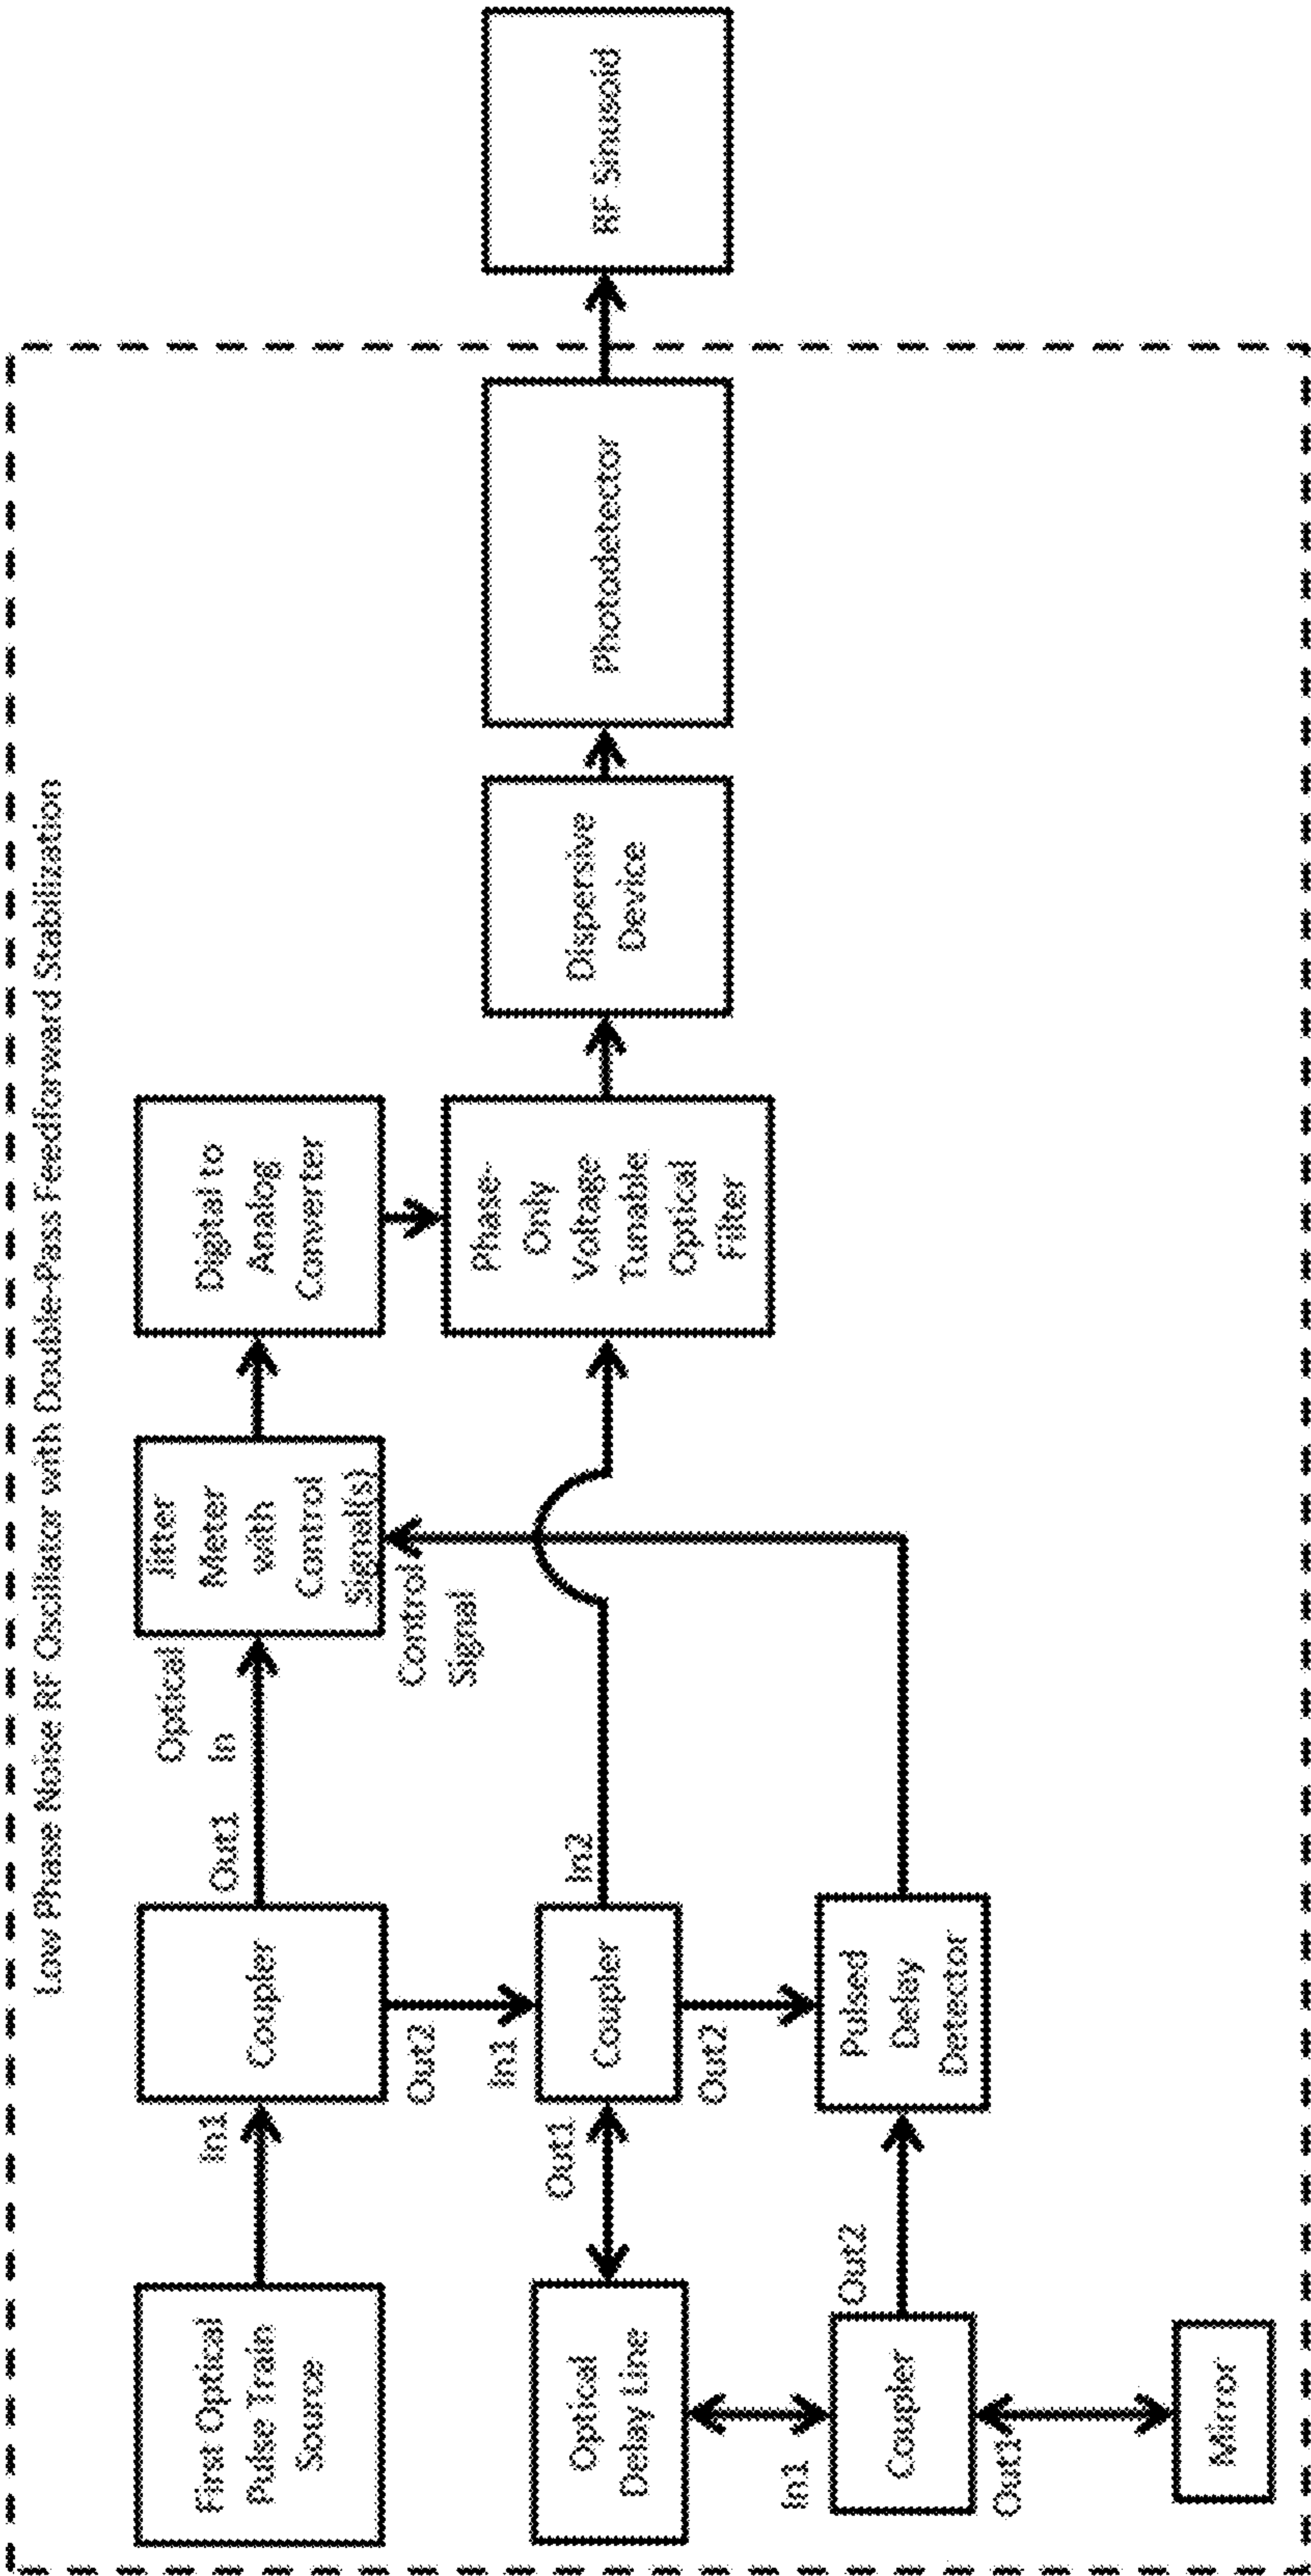 Low Phase Noise RF Oscillator with Double-Pass Feedforward Stabilization
First Optical
Pulse Train
Source
In1
Coupler
Out1
Optical
In
Jitter
Meter
with
Control
Signal(s)
Digital to
Analog
Converter
Out2
In1
Control
Signal
Optical
Delay Line
Out1
Coupler
In2
Phase-
Only
Voltage
Tunable
Optical
Filter
Dispersive
Device
Photodetector
RF Sinusoid
Out2
In1
Coupler
Out2
Pulsed
Delay
Detector
Out1
Mirror